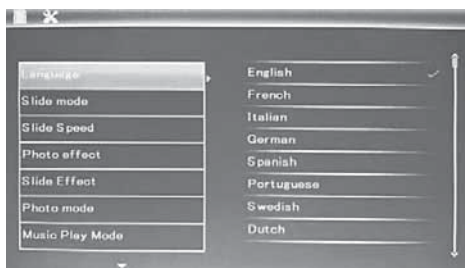 Language
Slide mode
Slide Speed
Photo effect
Slide Effect
Photo mode
Music Play Mode
English
French
Italian
German
Spanish
Portuguese
Swedish
Dutch